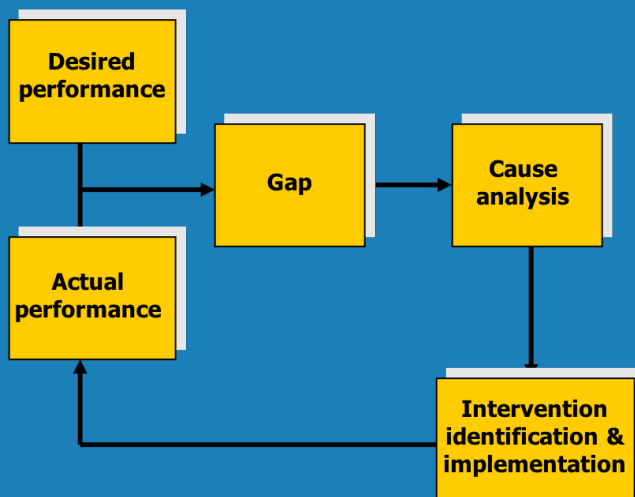 Desired
performance
Gap
Cause
analysis
Actual
performance
Intervention
identification &
implementation